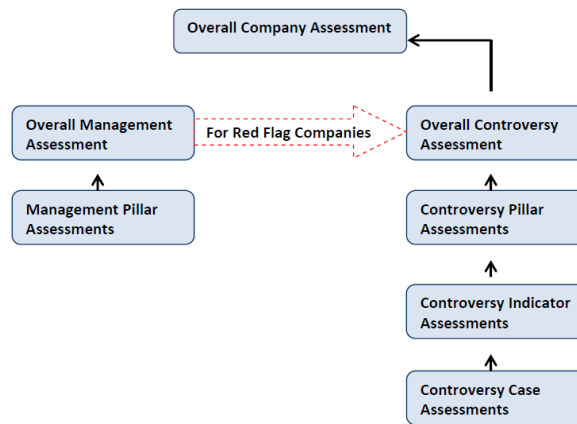 Overall Company Assessment
Overall Management
Assessment
For Red Flag Companies
Overall Controversy
Assessment
Management Pillar
Assessments
Controversy Pillar
Assessments
Controversy Indicator
Assessments
Controversy Case
Assessments